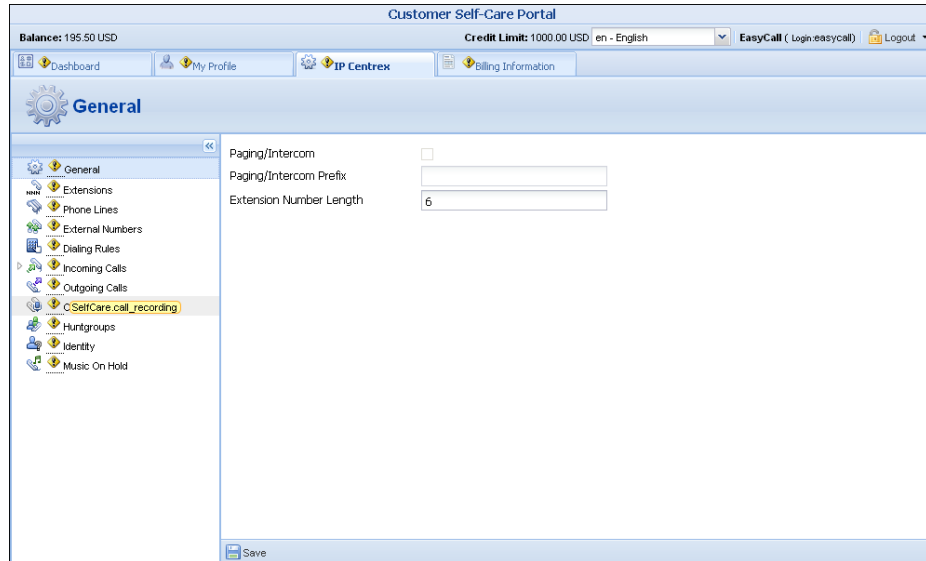 Customer Self-Care Portal
Balance: 195.50 USD Credit Limit: 1000.00 USD en - English EasyCall ( Login:easycall) Logout
Dashboard My Profile IP Centrex Billing Information
General
General
Extensions
Phone Lines
External Numbers
Dialing Rules
Incoming Calls
Outgoing Calls
C SelfCare.call_recording
Huntgroups
Identity
Music On Hold
Paging/Intercom
Paging/Intercom Prefix
Extension Number Length 6
Save